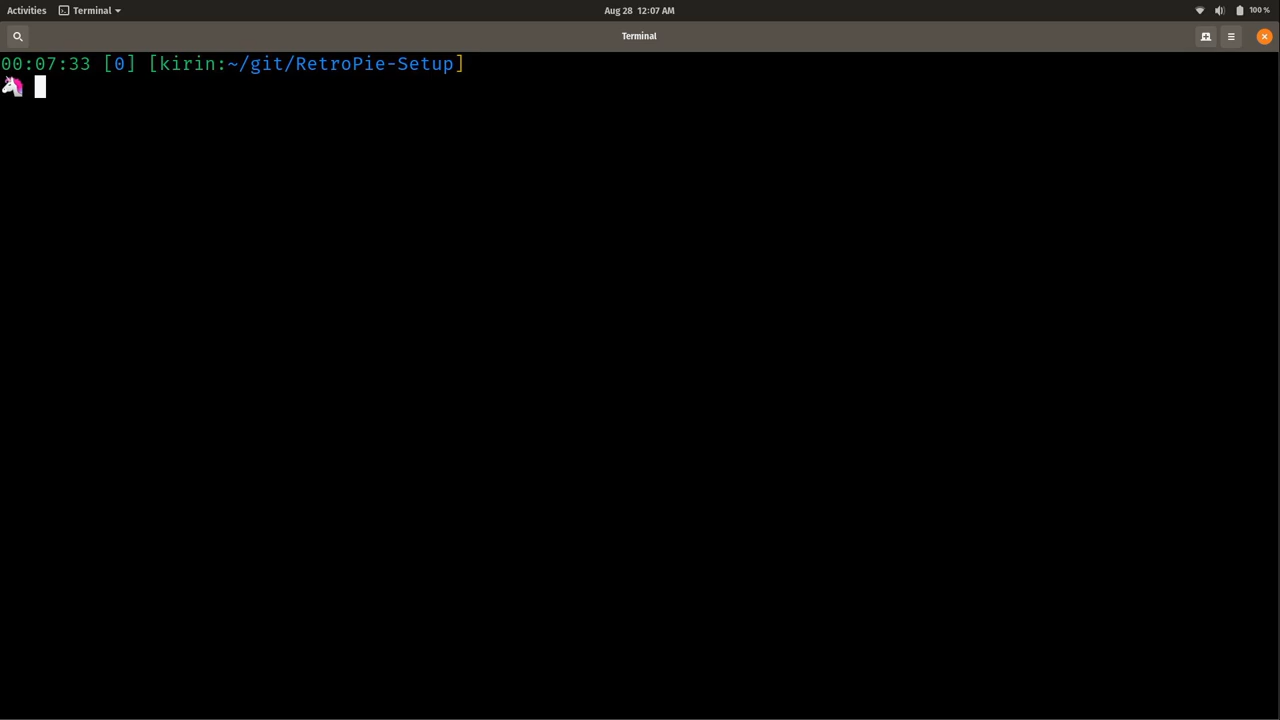 Activities Terminal Aug 28 12:07 AM 100 %
Terminal
00:07:33 [0] [kirin:~/git/RetroPie-Setup]